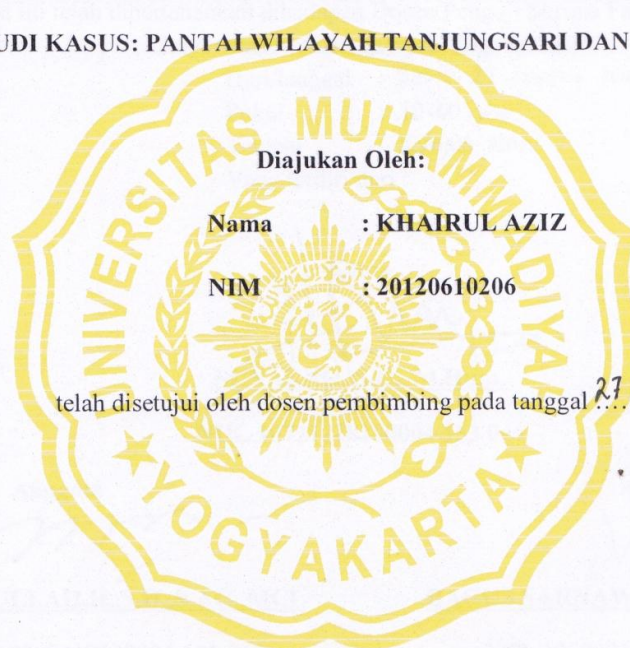 UDI KASUS: PANTAI WILAYAH TANJUNGSARI DAN
UNIVERSITAS MUHAMMADIYAH
Diajukan Oleh:
Nama : KHAIRUL AZIZ
NIM : 20120610206
telah disetujui oleh dosen pembimbing pada tanggal 27....
YOGYAKARTA